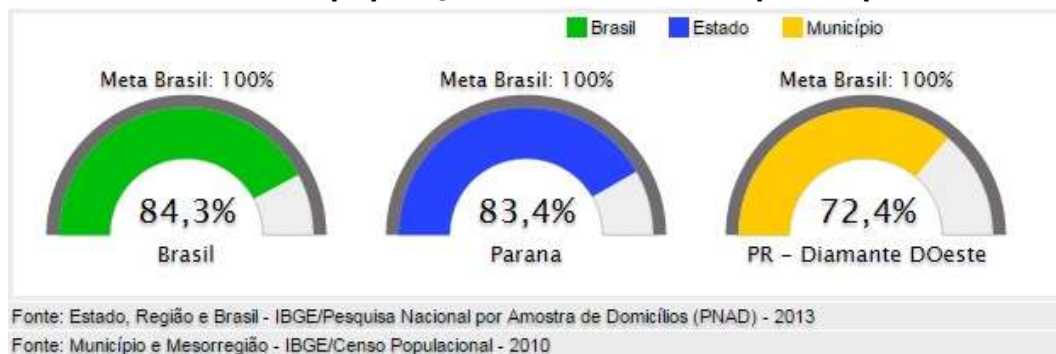 Brasil Estado Município
Meta Brasil: 100% Meta Brasil: 100% Meta Brasil: 100%
84,3% 83,4% 72,4%
Brasil Parana PR - Diamante DOeste
Fonte: Estado, Região e Brasil - IBGE/Pesquisa Nacional por Amostra de Domicílios (PNAD) - 2013
Fonte: Município e Mesorregião - IBGE/Censo Populacional - 2010